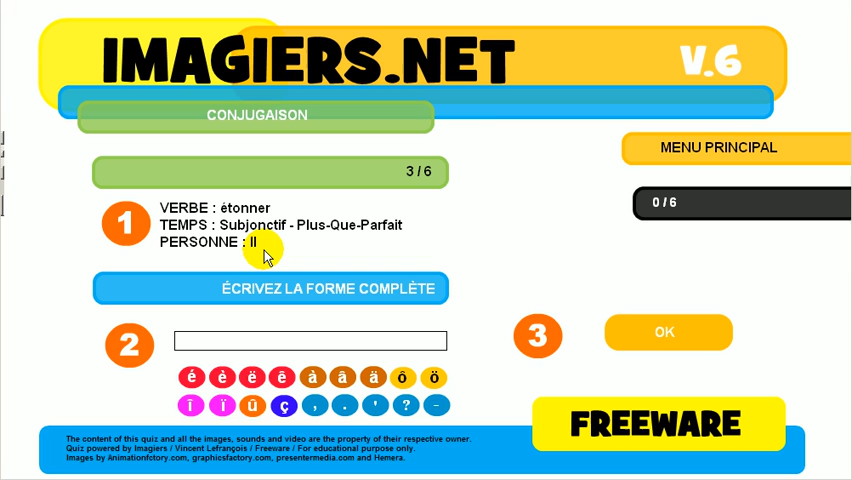 IMAGIERS.NET
V.6
CONJUGAISON
MENU PRINCIPAL
3 / 6
0 / 6
1
VERBE : étonner
TEMPS : Subjonctif - Plus-Que-Parfait
PERSONNE : Il
ÉCRIVEZ LA FORME COMPLÈTE
2
3
OK
é è ë ê à â ä ô ö
î ï û ç , . ' ? -
FREEWARE
The content of this quiz and all the images, sounds and video are the property of their respective owner.
Quiz powered by Imagiers / Vincent Lefrançois / Freeware / For educational purpose only.
Images by Animationfctory.com, graphicsfactory.com, presentermedia.com and Hemera.